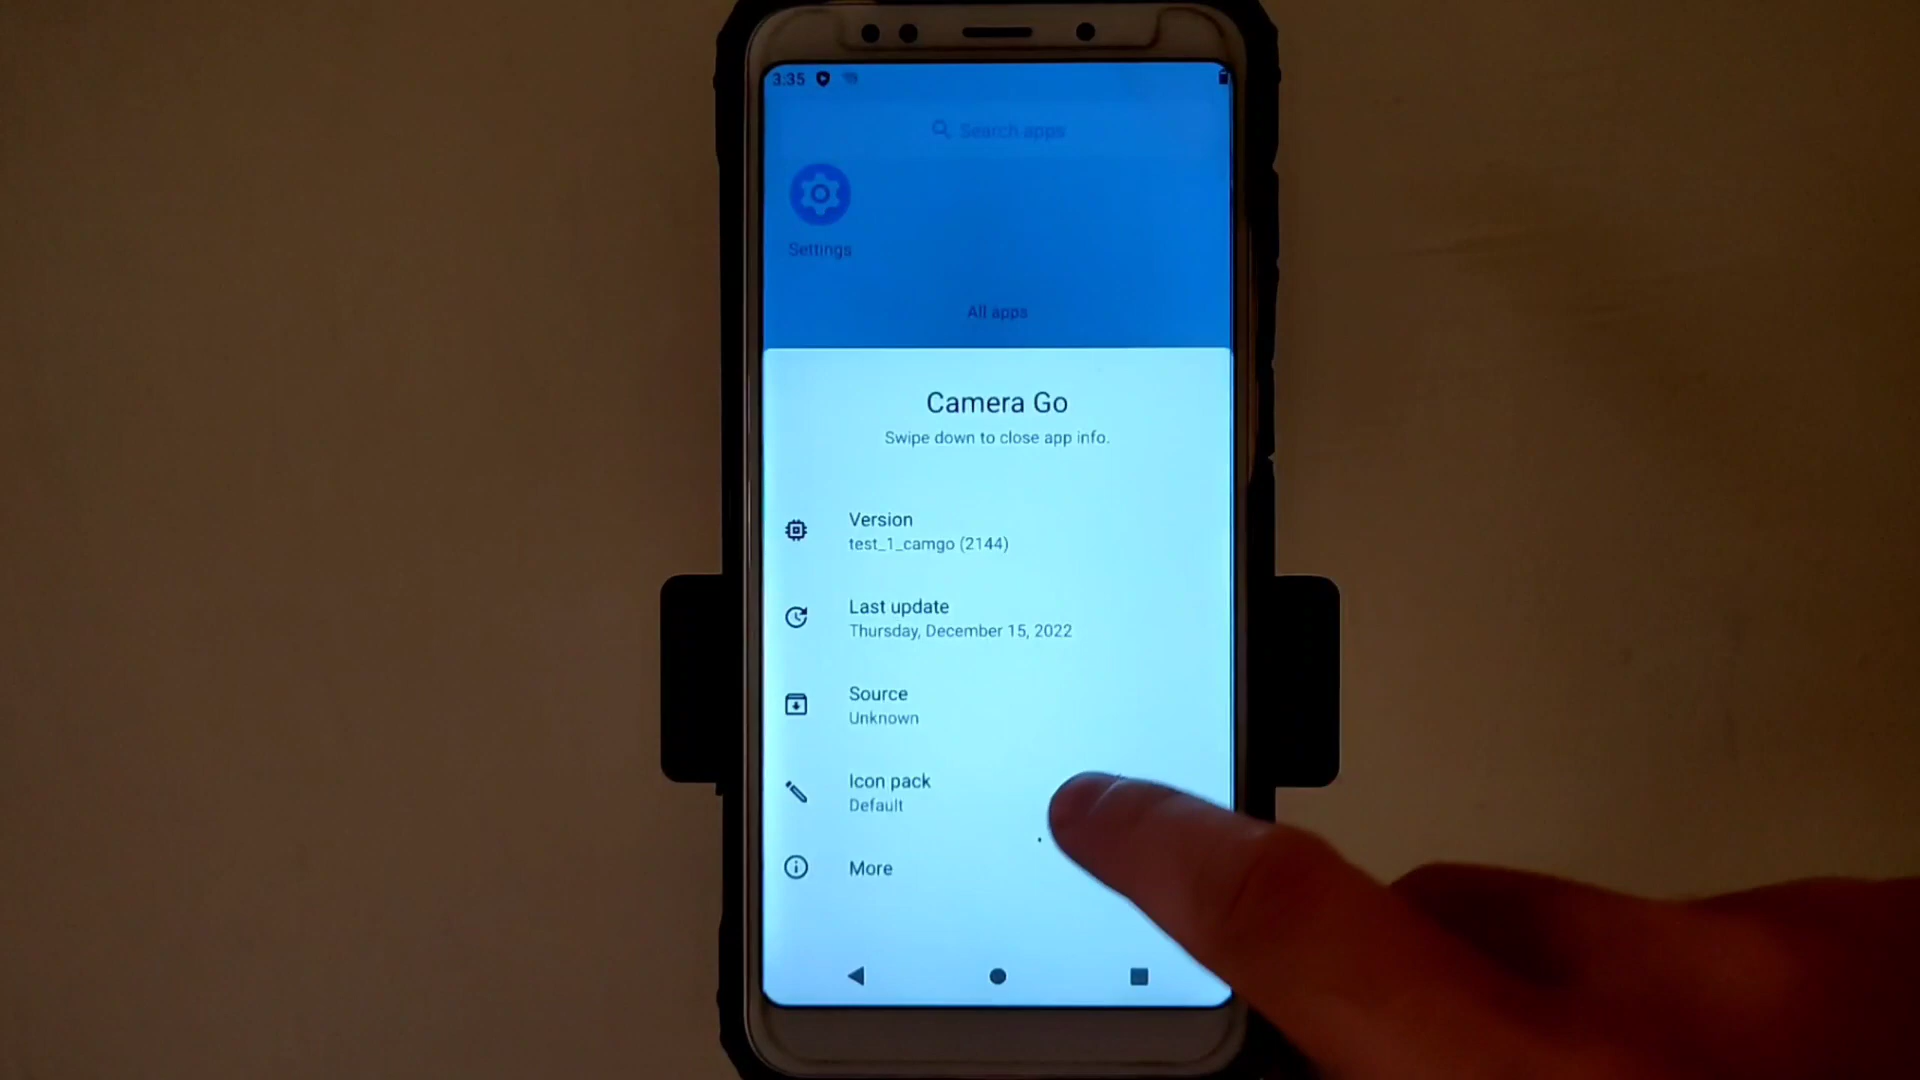 3:35
Search apps
Settings
All apps
Camera Go
Swipe down to close app info.
Version
test_1_camgo (2144)
Last update
Thursday, December 15, 2022
Source
Unknown
Icon pack
Default
More